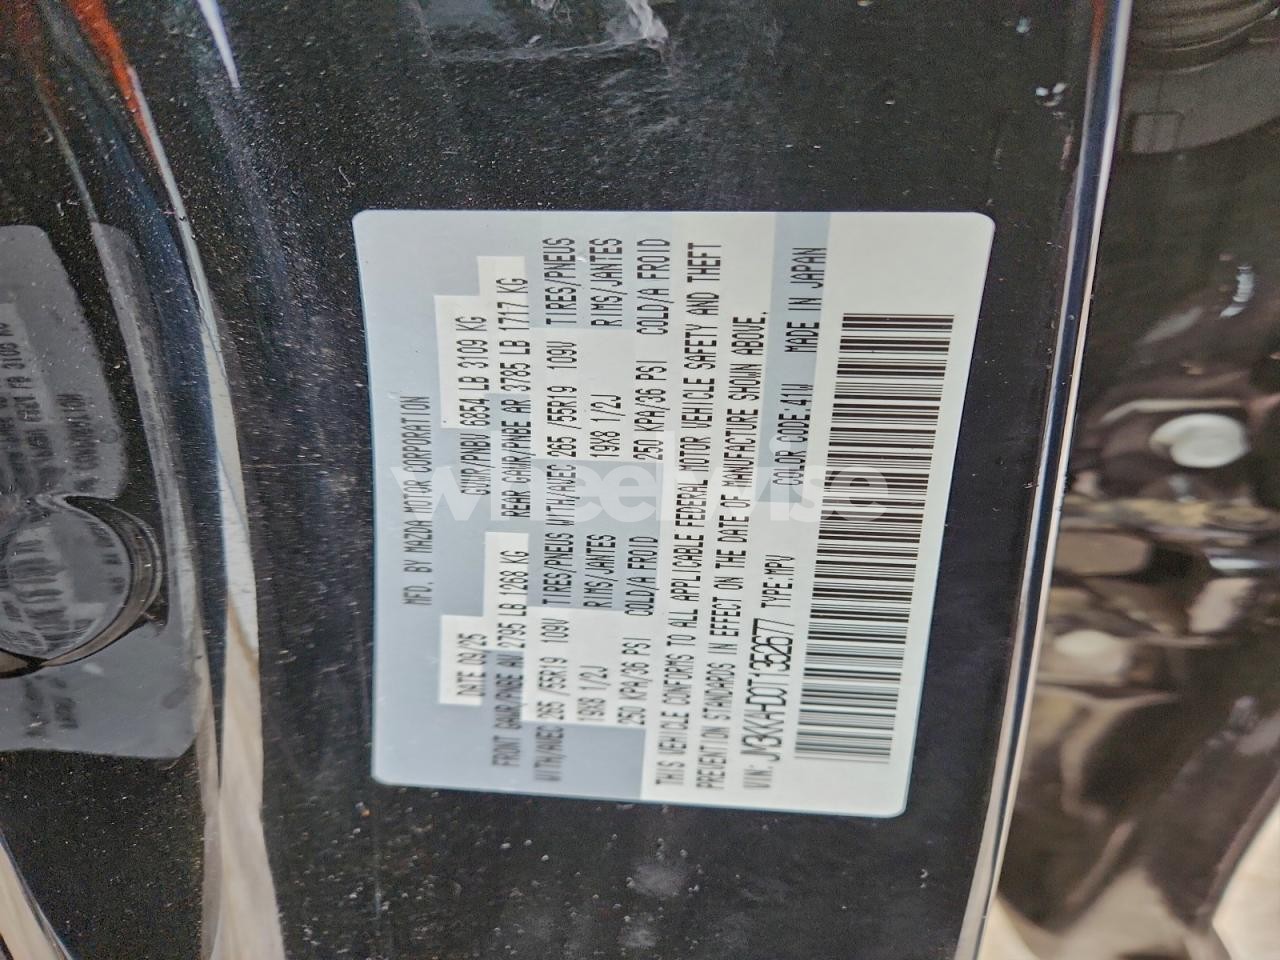 MFD. BY MAZDA MOTOR CORPORATION
DATE 09/25 GVWR/PNBV 6854 LB 3109 KG
FRONT GAWR/PNBE AV 2795 LB 1268 KG REAR GAWR/PNBE AR 3785 LB 1717 KG
WITH/AVEC 265 /55R19 109V TIRES/PNEUS WITH/AVEC 265 /55R19 109V TIRES/PNEUS
19X8 1/2J RIMS/JANTES 19X8 1/2J RIMS/JANTES
250 KPA/36 PSI COLD/A FROID 250 KPA/36 PSI COLD/A FROID
THIS VEHICLE CONFORMS TO ALL APPLICABLE FEDERAL MOTOR VEHICLE SAFETY AND THEFT
PREVENTION STANDARDS IN EFFECT ON THE DATE OF MANUFACTURE SHOWN ABOVE.
VIN: JM3KKAHD0T1352677 TYPE:MPV COLOR CODE:41W MADE IN JAPAN
wheelwise